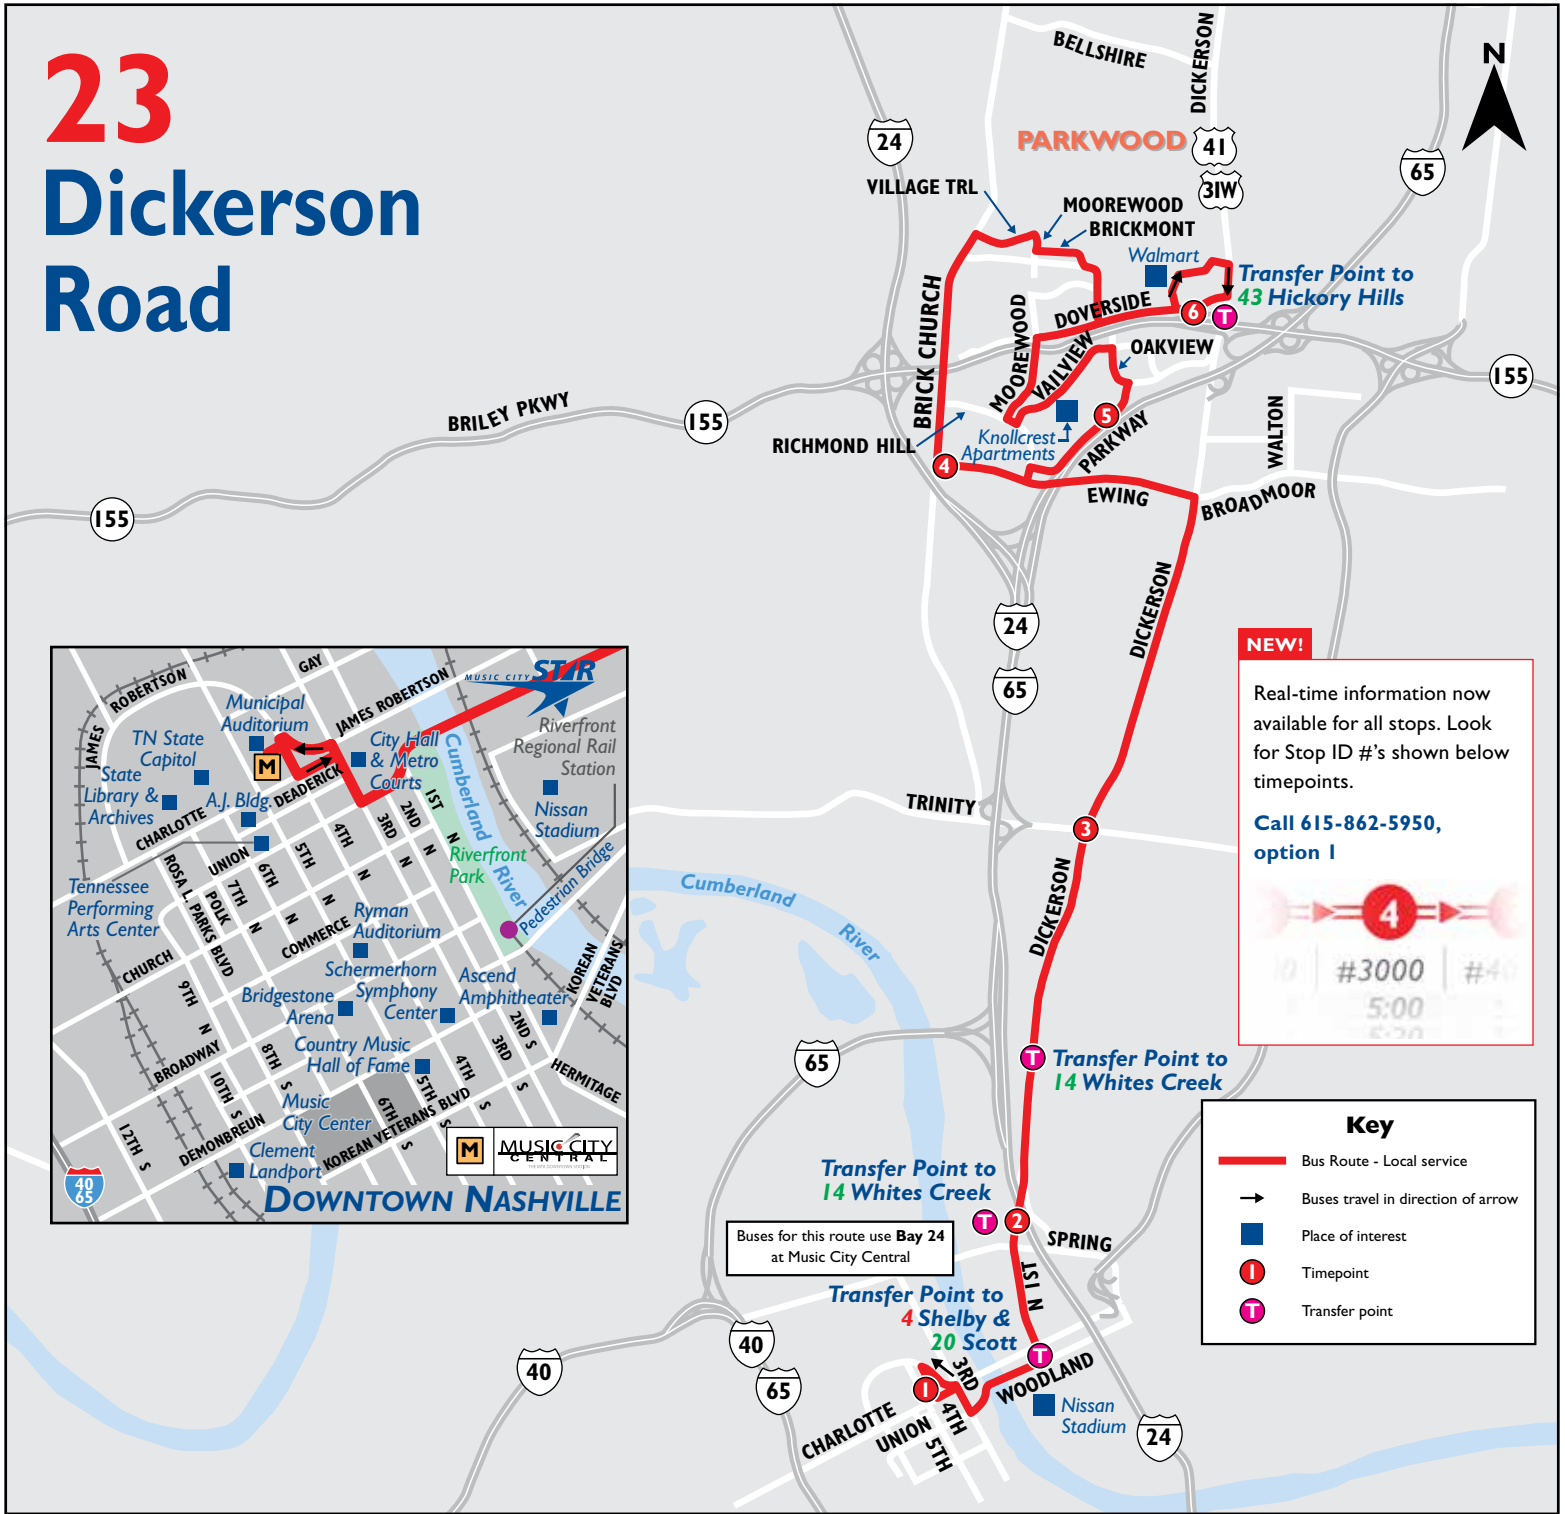 23
Dickerson
Road
BELLSHIRE
DICKERSON
N
24
PARKWOOD
41
31W
65
VILLAGE TRL
MOOREWOOD
BRICKMONT
Walmart
Transfer Point to
43 Hickory Hills
BRICK CHURCH
MOOREWOOD
DOVERSIDE
6
T
VAILVIEW
OAKVIEW
155
BRILEY PKWY
155
155
RICHMOND HILL
Knollcrest
Apartments
5
PARKWAY
WALTON
4
EWING
BROADMOOR
DICKERSON
24
65
NEW!
Real-time information now
available for all stops. Look
for Stop ID #'s shown below
timepoints.
Call 615-862-5950,
option 1
4
#3000
5:00
5:30
TRINITY
3
DICKERSON
Cumberland
River
65
T
Transfer Point to
14 Whites Creek
Transfer Point to
14 Whites Creek
T
2
SPRING
Buses for this route use Bay 24
at Music City Central
1ST N
Transfer Point to
4 Shelby &
20 Scott
T
40
40
65
3RD
WOODLAND
1
4TH
CHARLOTTE
UNION
5TH
Nissan
Stadium
24
Key
Bus Route - Local service
Buses travel in direction of arrow
Place of interest
1
Timepoint
T
Transfer point
GAY
JAMES ROBERTSON
JAMES ROBERTSON
MUSIC CITY STAR
Riverfront
Regional Rail
Station
Municipal
Auditorium
TN State
Capitol
M
City Hall
& Metro
Courts
State
Library &
Archives
A.J. Bldg.
DEADERICK
CHARLOTTE
Cumberland River
Nissan
Stadium
1ST N
2ND N
3RD N
4TH N
5TH N
6TH N
7TH N
POLK
UNION
ROSA L. PARKS BLVD
Riverfront
Park
Pedestrian Bridge
Tennessee
Performing
Arts Center
Ryman
Auditorium
COMMERCE
CHURCH
Schermerhorn
Symphony
Center
Ascend
Amphitheater
KOREAN
VETERANS
BLVD
9TH N
Bridgestone
Arena
Country Music
Hall of Fame
2ND S
3RD S
4TH S
5TH S
6TH S
8TH S
10TH S
12TH S
HERMITAGE
BROADWAY
Music
City Center
DEMONBREUN
KOREAN VETERANS BLVD
Clement
Landport
M
MUSIC CITY
CENTRAL
40
65
DOWNTOWN NASHVILLE